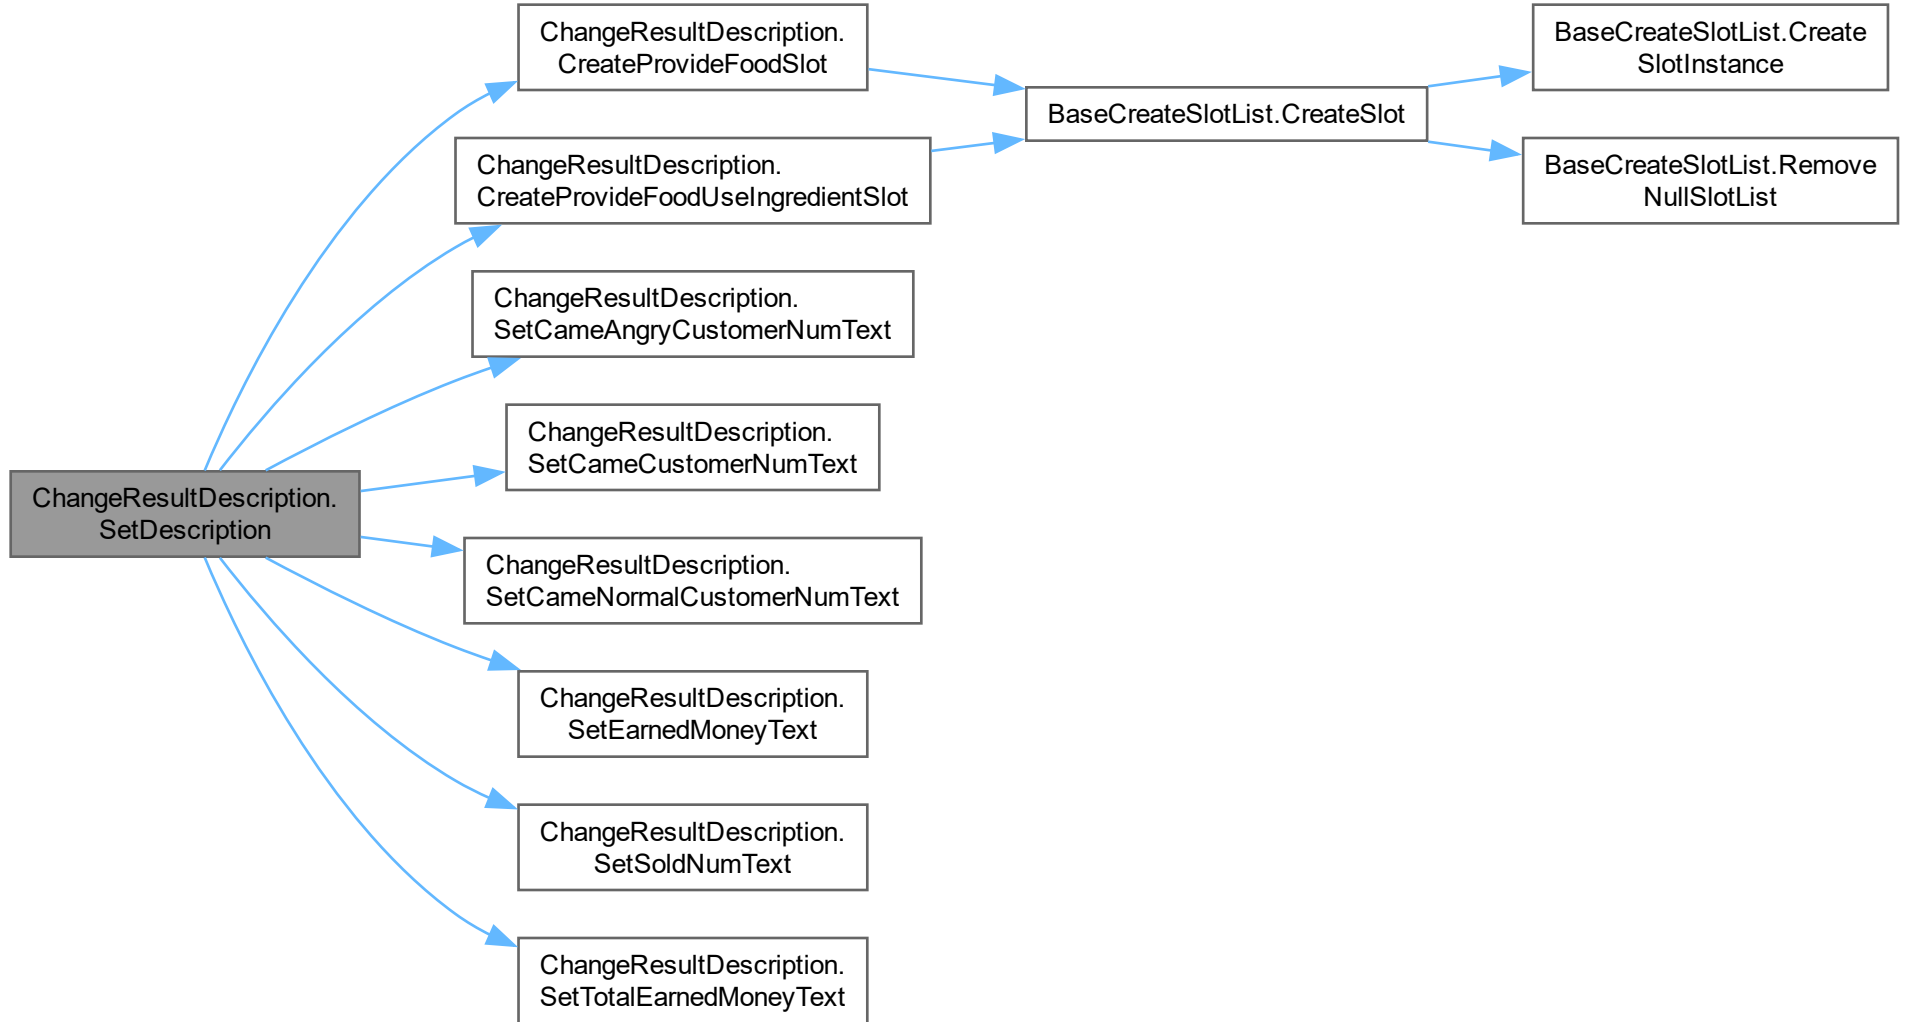 ChangeResultDescription.
SetDescription
ChangeResultDescription.
CreateProvideFoodSlot
ChangeResultDescription.
CreateProvideFoodUseIngredientSlot
ChangeResultDescription.
SetCameAngryCustomerNumText
ChangeResultDescription.
SetCameCustomerNumText
ChangeResultDescription.
SetCameNormalCustomerNumText
ChangeResultDescription.
SetEarnedMoneyText
ChangeResultDescription.
SetSoldNumText
ChangeResultDescription.
SetTotalEarnedMoneyText
BaseCreateSlotList.CreateSlot
BaseCreateSlotList.Create
SlotInstance
BaseCreateSlotList.Remove
NullSlotList